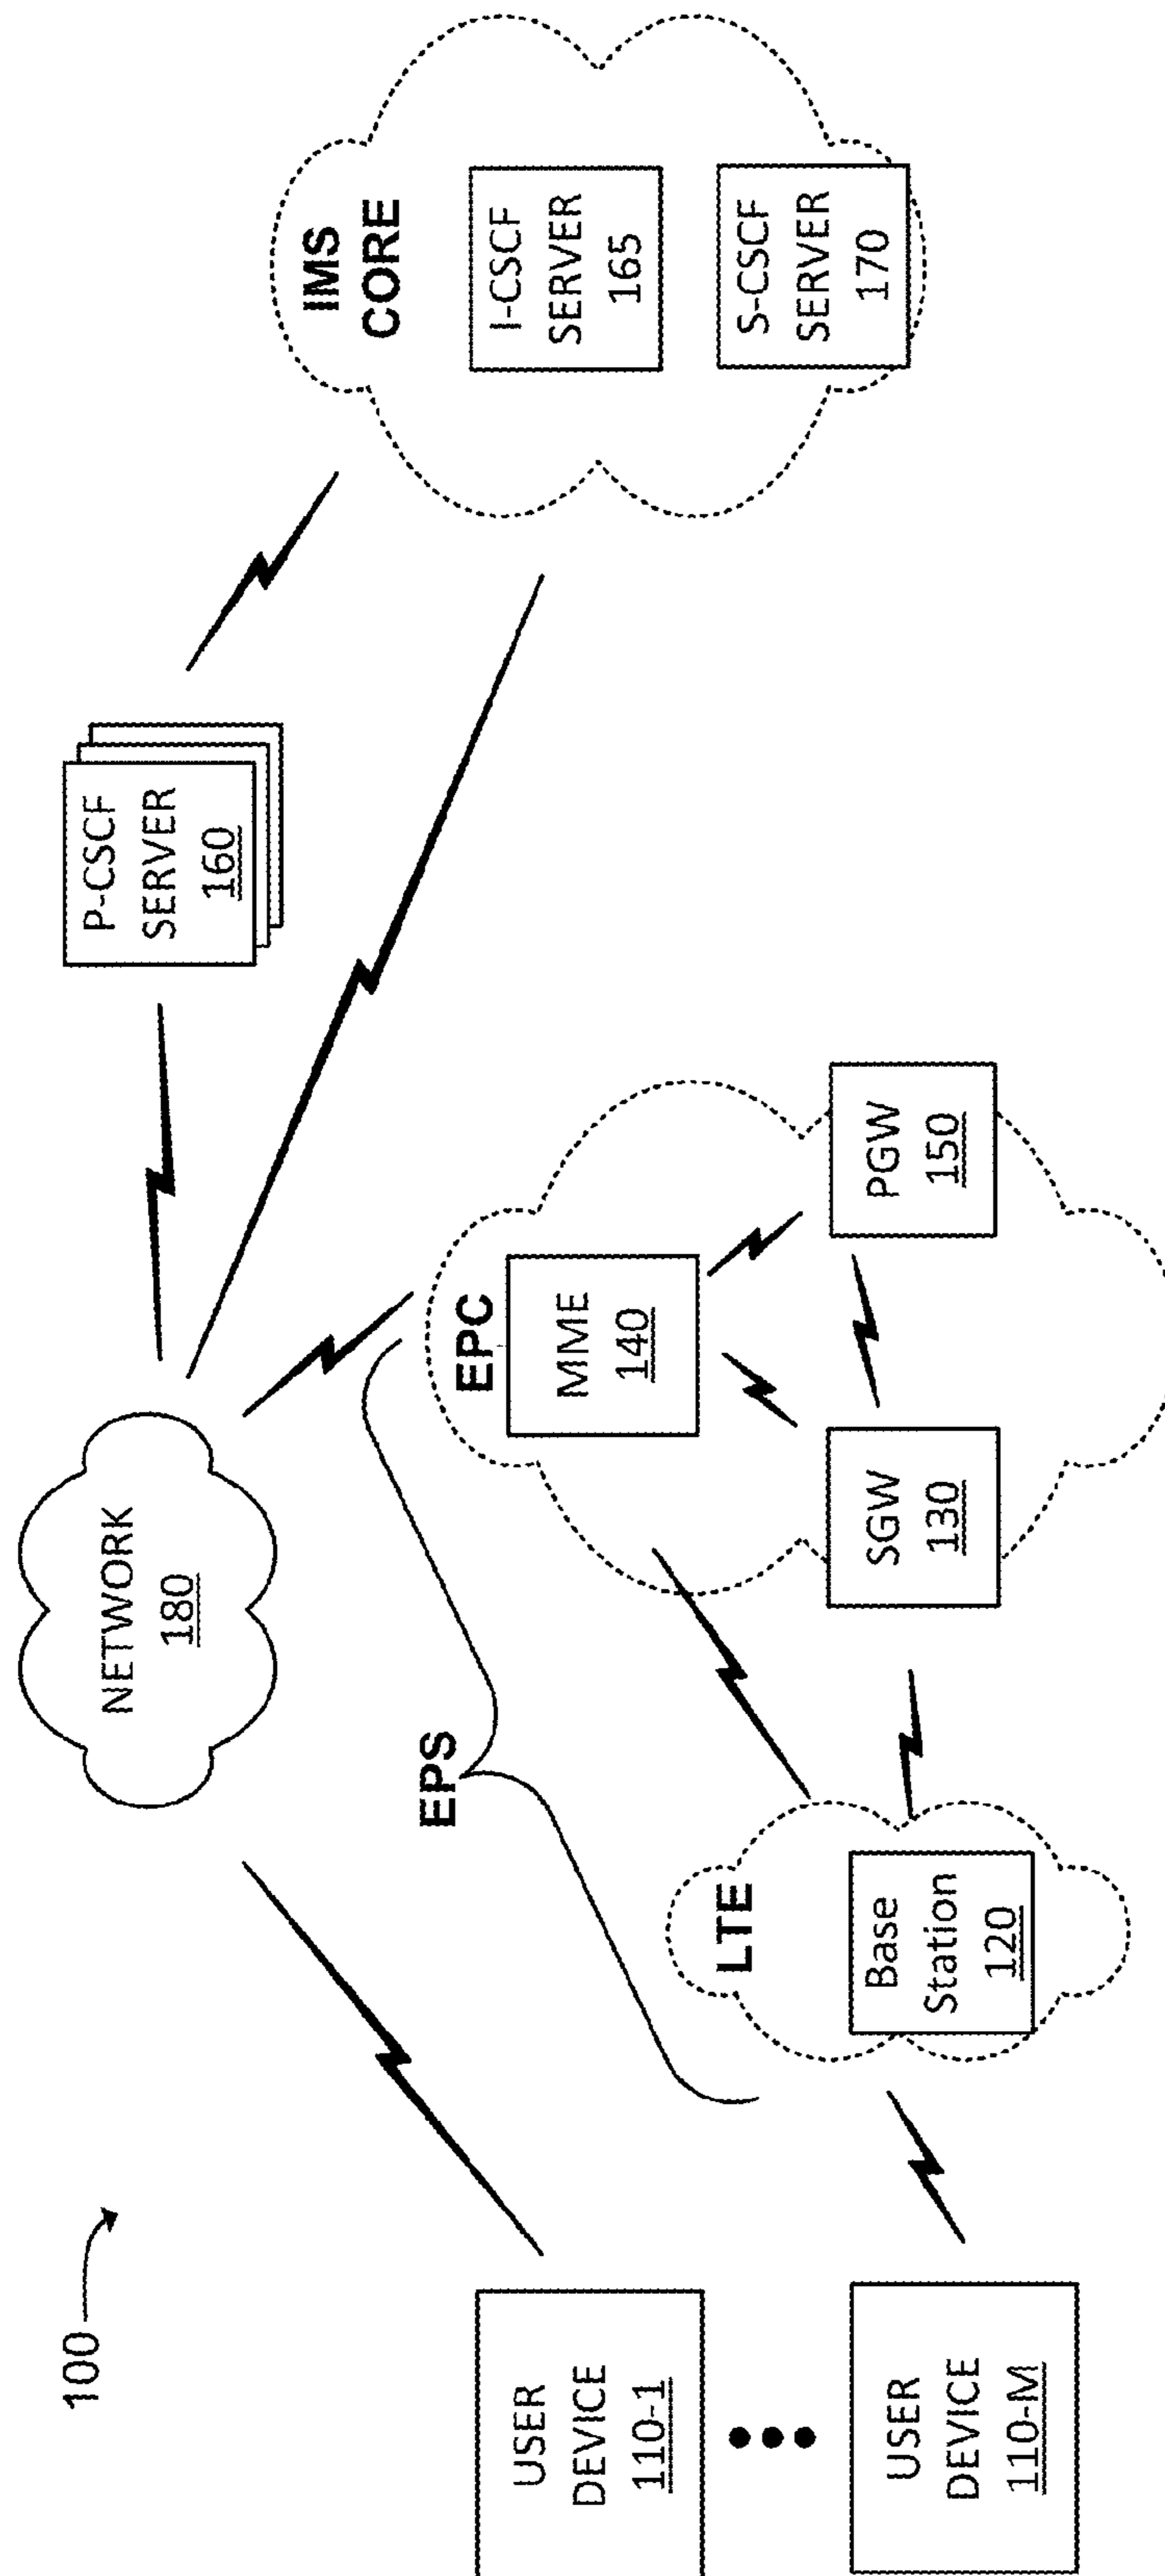 100
NETWORK
180
P-CSCF
SERVER
160
IMS
CORE
I-CSCF
SERVER
165
S-CSCF
SERVER
170
EPS
EPC
MME
140
SGW
130
PGW
150
LTE
Base
Station
120
USER
DEVICE
110-1
USER
DEVICE
110-M